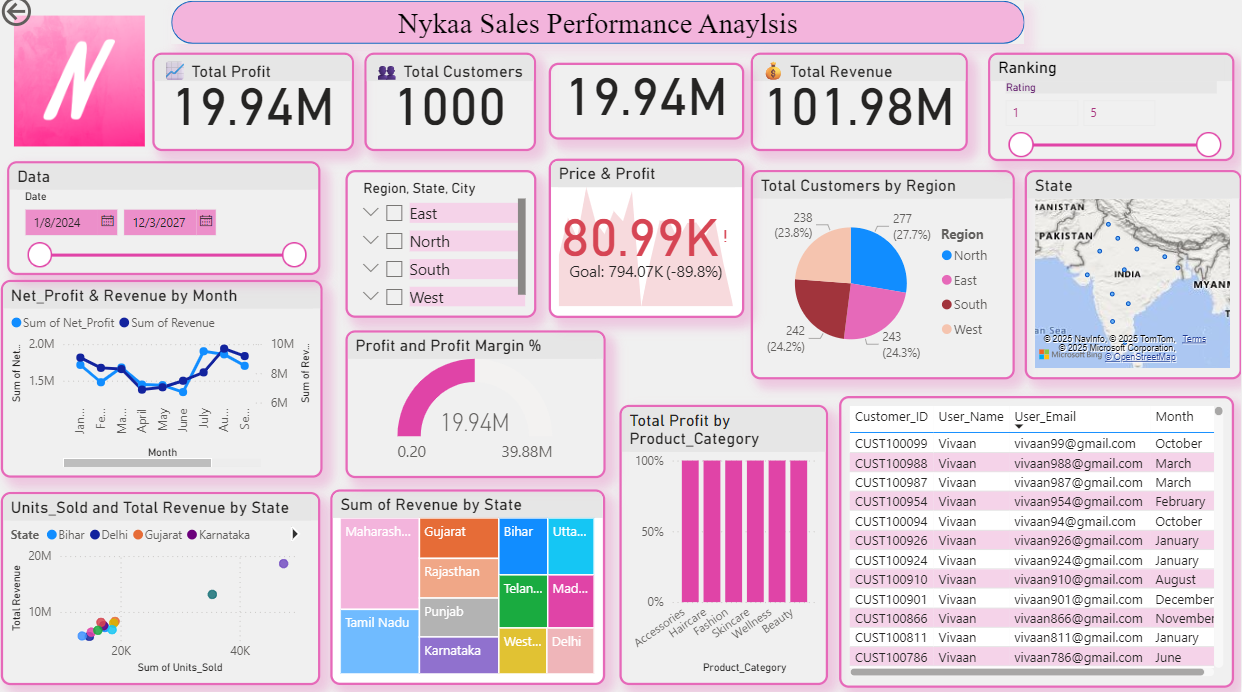 Nykaa Sales Performance Anaylsis
N
Total Profit
19.94M
Total Customers
1000
19.94M
Total Revenue
101.98M
Ranking
Rating
1 5
Data
Date
1/8/2024 12/3/2027
Region, State, City
East
North
South
West
Price & Profit
80.99K!
Goal: 794.07K (-89.8%)
Total Customers by Region
238
(23.8%)
277
(27.7%)
242
(24.2%)
243
(24.3%)
Region
North
East
South
West
State
HANISTAN
PAKISTAN
INDIA
MYANM
an Sea
© 2025 NavInfo, © 2025 TomTom, Terms
© 2025 Microsoft Corporation,
Microsoft Bing © OpenStreetMap
Net_Profit & Revenue by Month
Sum of Net_Profit Sum of Revenue
Sum of Net...
2.0M
1.5M
10M
8M
6M
Sum of Rev...
Jan...
Fe...
Ma...
April
May
June
July
Au...
Se...
Month
Profit and Profit Margin %
19.94M
0.20 39.88M
Total Profit by
Product_Category
100%
50%
0%
Accessories
Haircare
Fashion
Skincare
Wellness
Beauty
Product_Category
Customer_ID User_Name User_Email Month
CUST100099 Vivaan vivaan99@gmail.com October
CUST100988 Vivaan vivaan988@gmail.com March
CUST100987 Vivaan vivaan987@gmail.com March
CUST100954 Vivaan vivaan954@gmail.com February
CUST100094 Vivaan vivaan94@gmail.com October
CUST100926 Vivaan vivaan926@gmail.com January
CUST100924 Vivaan vivaan924@gmail.com January
CUST100910 Vivaan vivaan910@gmail.com August
CUST100901 Vivaan vivaan901@gmail.com December
CUST100866 Vivaan vivaan866@gmail.com November
CUST100811 Vivaan vivaan811@gmail.com January
CUST100786 Vivaan vivaan786@gmail.com June
Units_Sold and Total Revenue by State
State Bihar Delhi Gujarat Karnataka
Total Revenue
20M
10M
20K 40K
Sum of Units_Sold
Sum of Revenue by State
Maharash...
Tamil Nadu
Gujarat
Rajasthan
Punjab
Karnataka
Bihar
Utta...
Telan...
Mad...
West...
Delhi